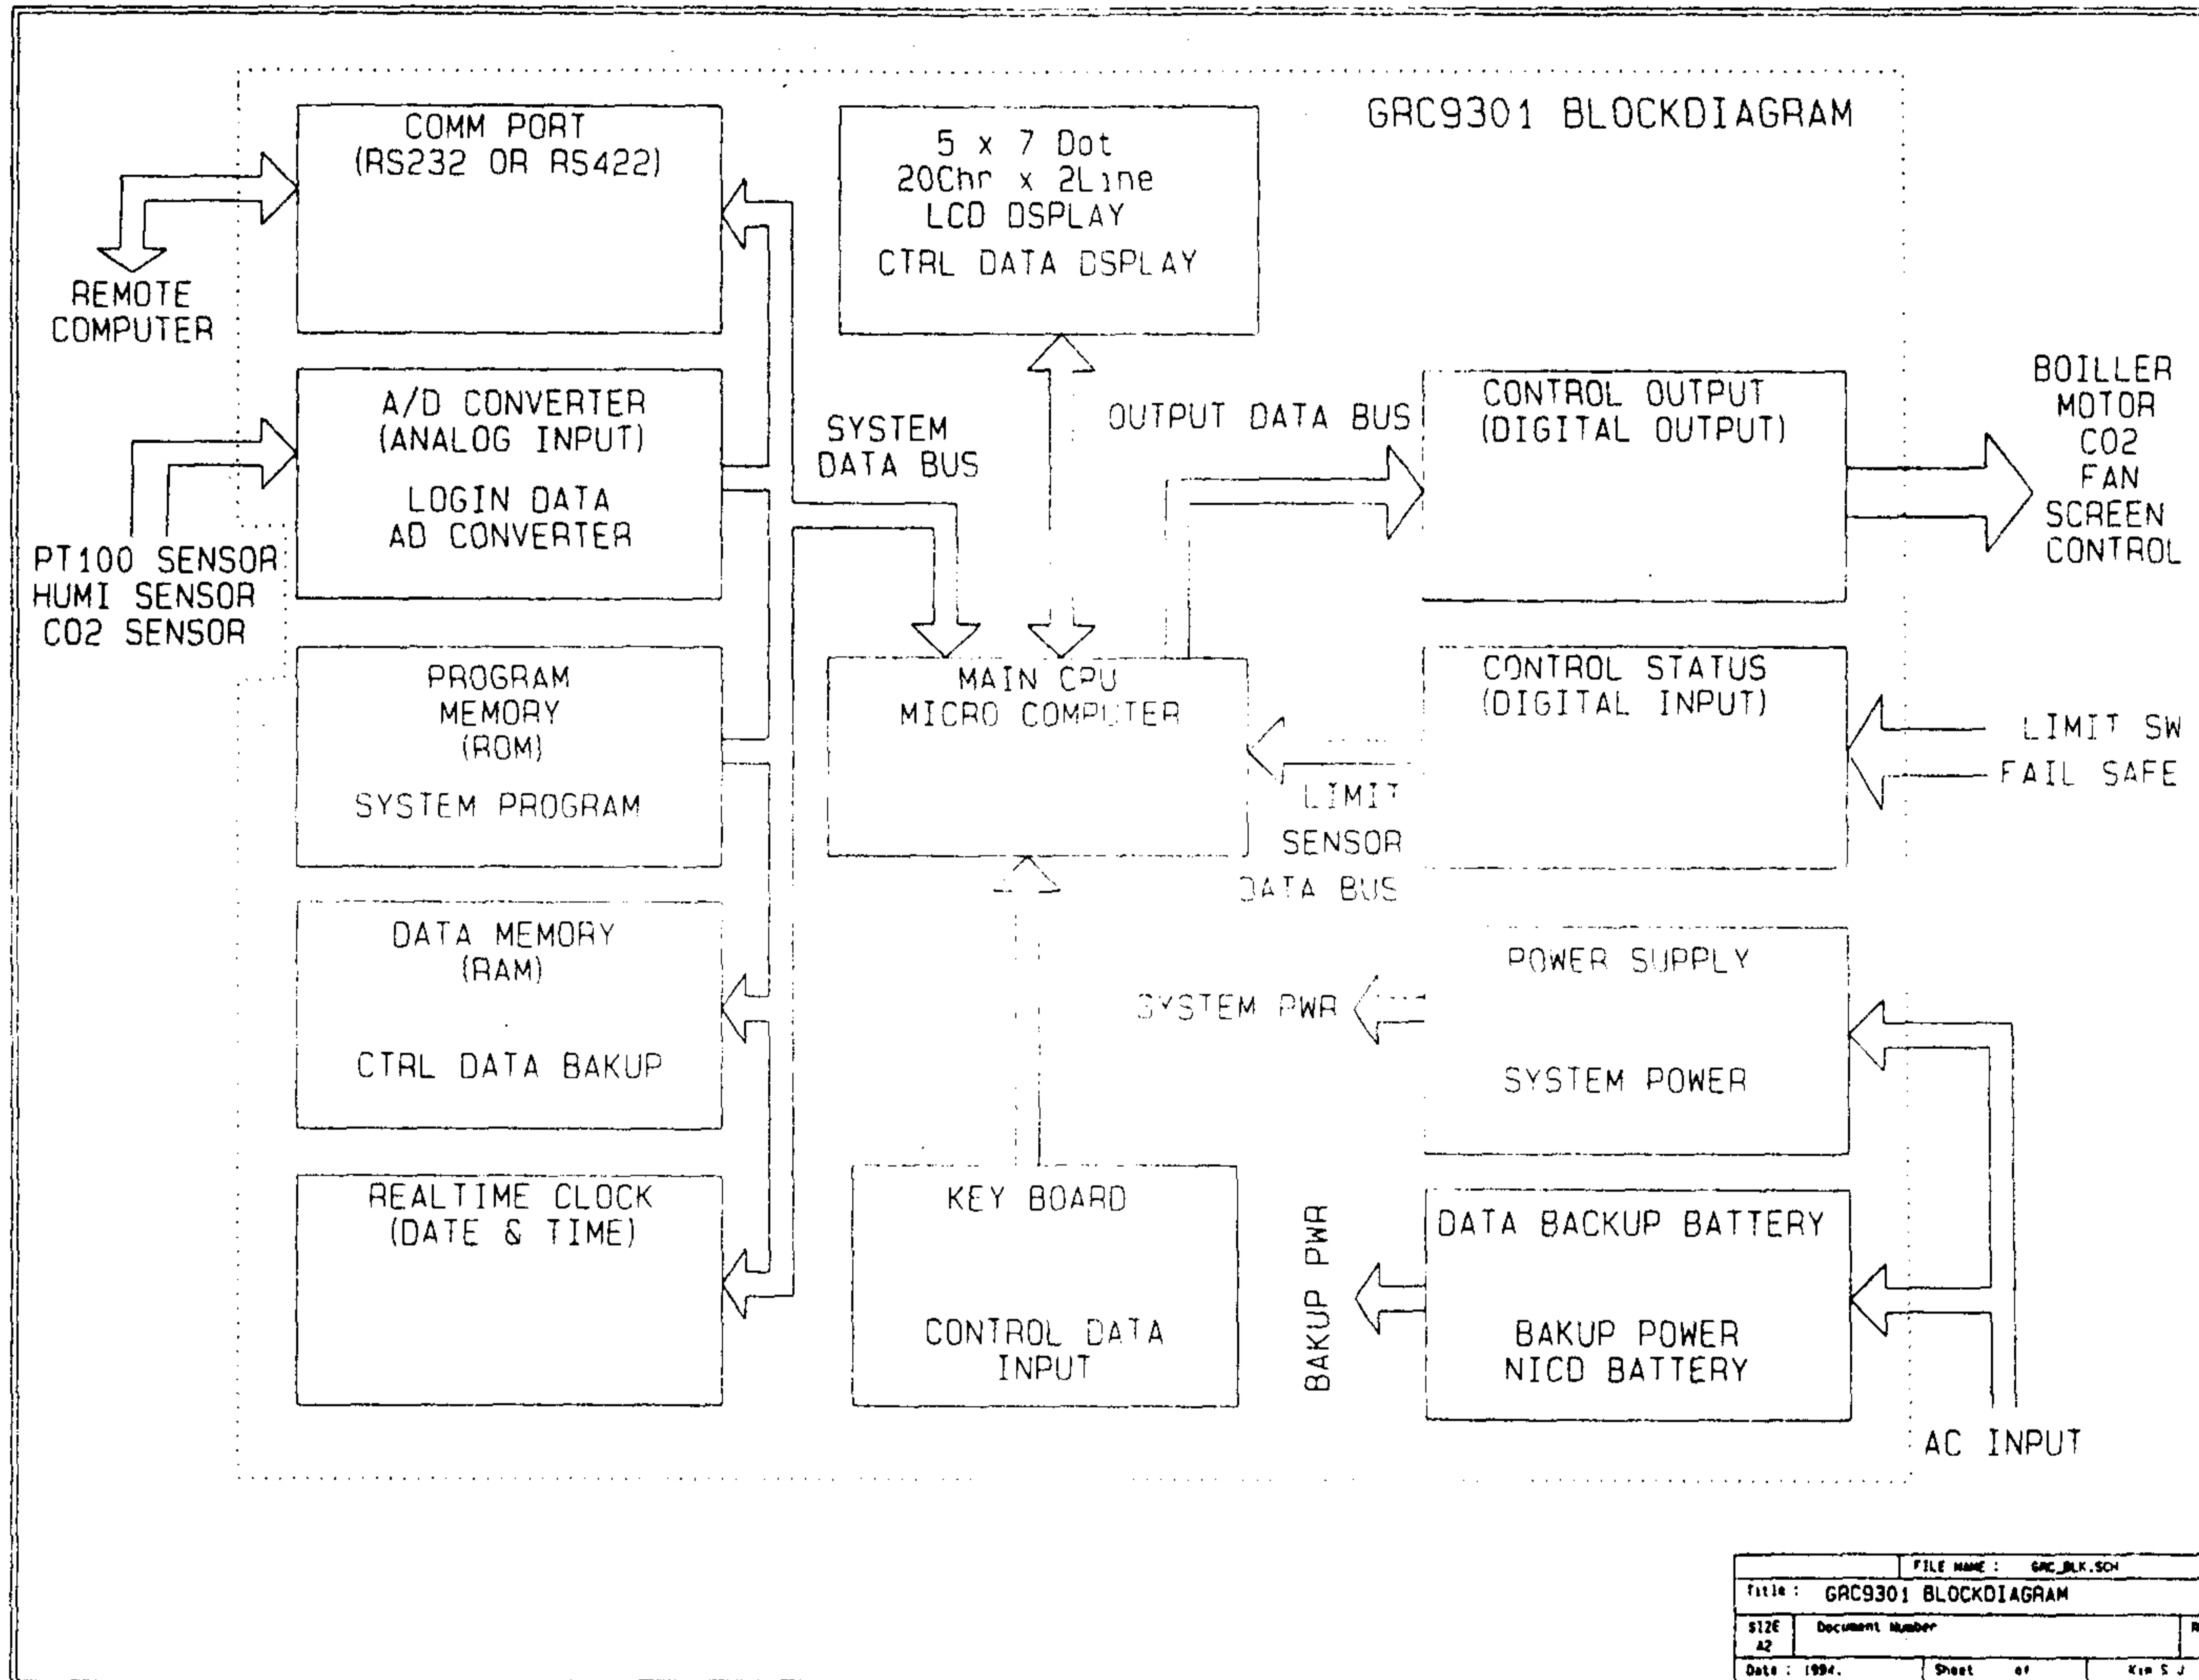 GRC9301 BLOCKDIAGRAM
COMM PORT
(RS232 OR RS422)
REMOTE
COMPUTER
5 x 7 Dot
20Chr x 2Line
LCD DSPLAY
CTRL DATA DSPLAY
A/D CONVERTER
(ANALOG INPUT)
LOGIN DATA
AD CONVERTER
PT100 SENSOR
HUMI SENSOR
CO2 SENSOR
SYSTEM
DATA BUS
OUTPUT DATA BUS
CONTROL OUTPUT
(DIGITAL OUTPUT)
BOILLER
MOTOR
CO2
FAN
SCREEN
CONTROL
PROGRAM
MEMORY
(ROM)
SYSTEM PROGRAM
MAIN CPU
MICRO COMPUTER
CONTROL STATUS
(DIGITAL INPUT)
LIMIT SW
FAIL SAFE
LIMIT
SENSOR
DATA BUS
DATA MEMORY
(RAM)
CTRL DATA BAKUP
POWER SUPPLY
SYSTEM POWER
SYSTEM PWR
REALTIME CLOCK
(DATE & TIME)
KEY BOARD
CONTROL DATA
INPUT
BAKUP PWR
DATA BACKUP BATTERY
BAKUP POWER
NICD BATTERY
AC INPUT
FILE NAME : GRC_BLK.SCH
Title : GRC9301 BLOCKDIAGRAM
SIZE
A2
Document Number
Date : 1994.
Sheet of
Kim S J